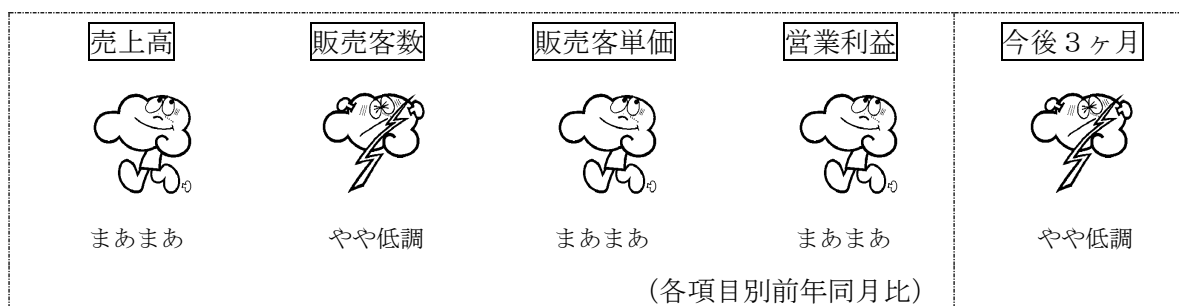 売上高 販売客数 販売客単価 営業利益 今後３ヶ月
まあまあ やや低調 まあまあ まあまあ やや低調
（各項目別前年同月比）